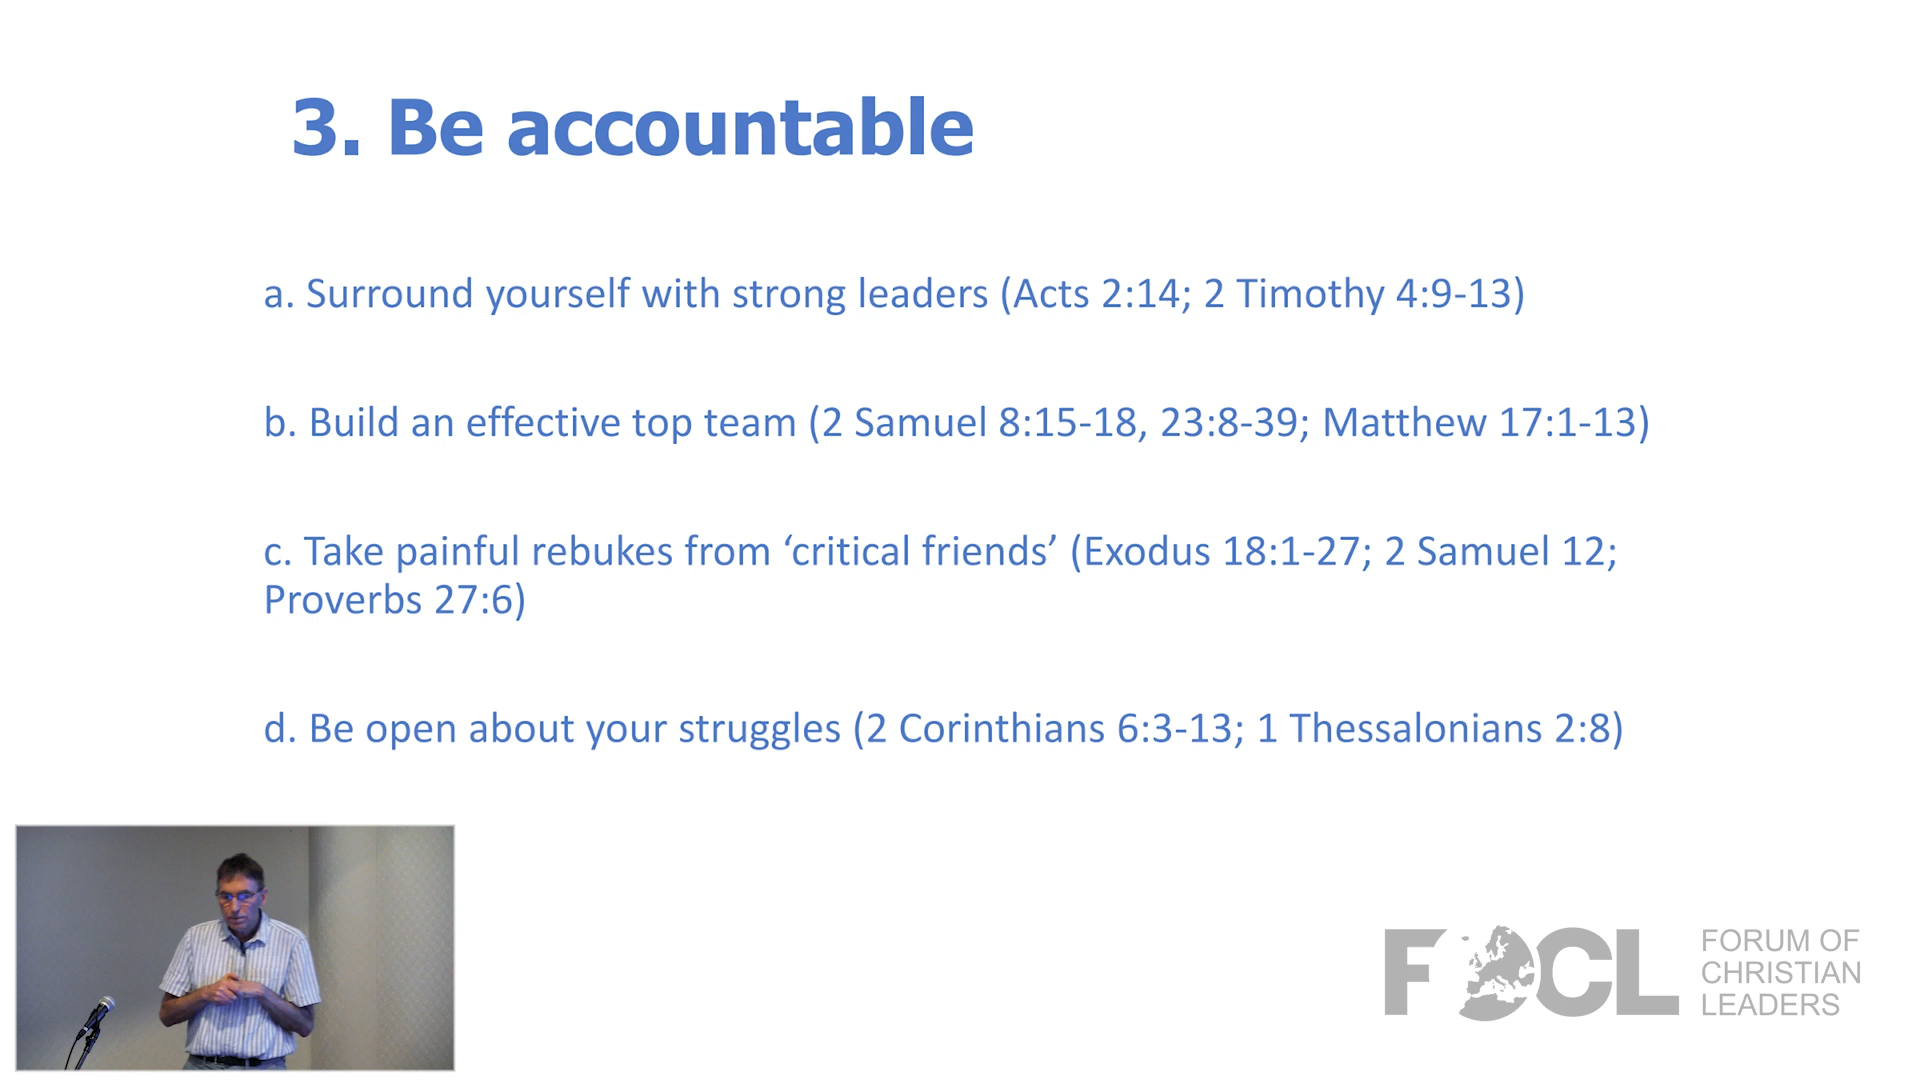 3. Be accountable
a. Surround yourself with strong leaders (Acts 2:14; 2 Timothy 4:9-13)
b. Build an effective top team (2 Samuel 8:15-18, 23:8-39; Matthew 17:1-13)
c. Take painful rebukes from ‘critical friends’ (Exodus 18:1-27; 2 Samuel 12;
Proverbs 27:6)
d. Be open about your struggles (2 Corinthians 6:3-13; 1 Thessalonians 2:8)
FOCL
FORUM OF
CHRISTIAN
LEADERS